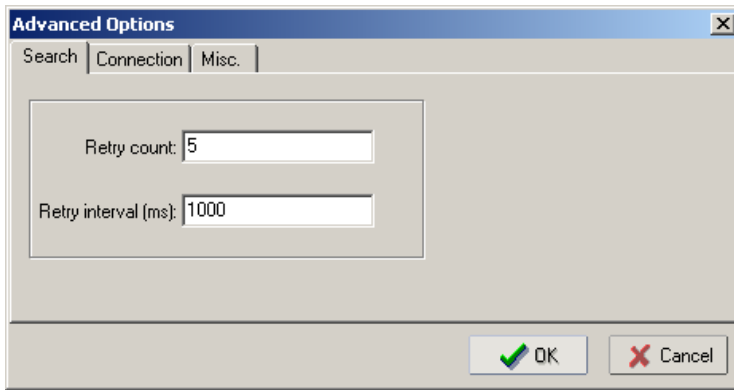 Advanced Options
Search Connection Misc.
Retry count: 5
Retry interval (ms): 1000
OK Cancel